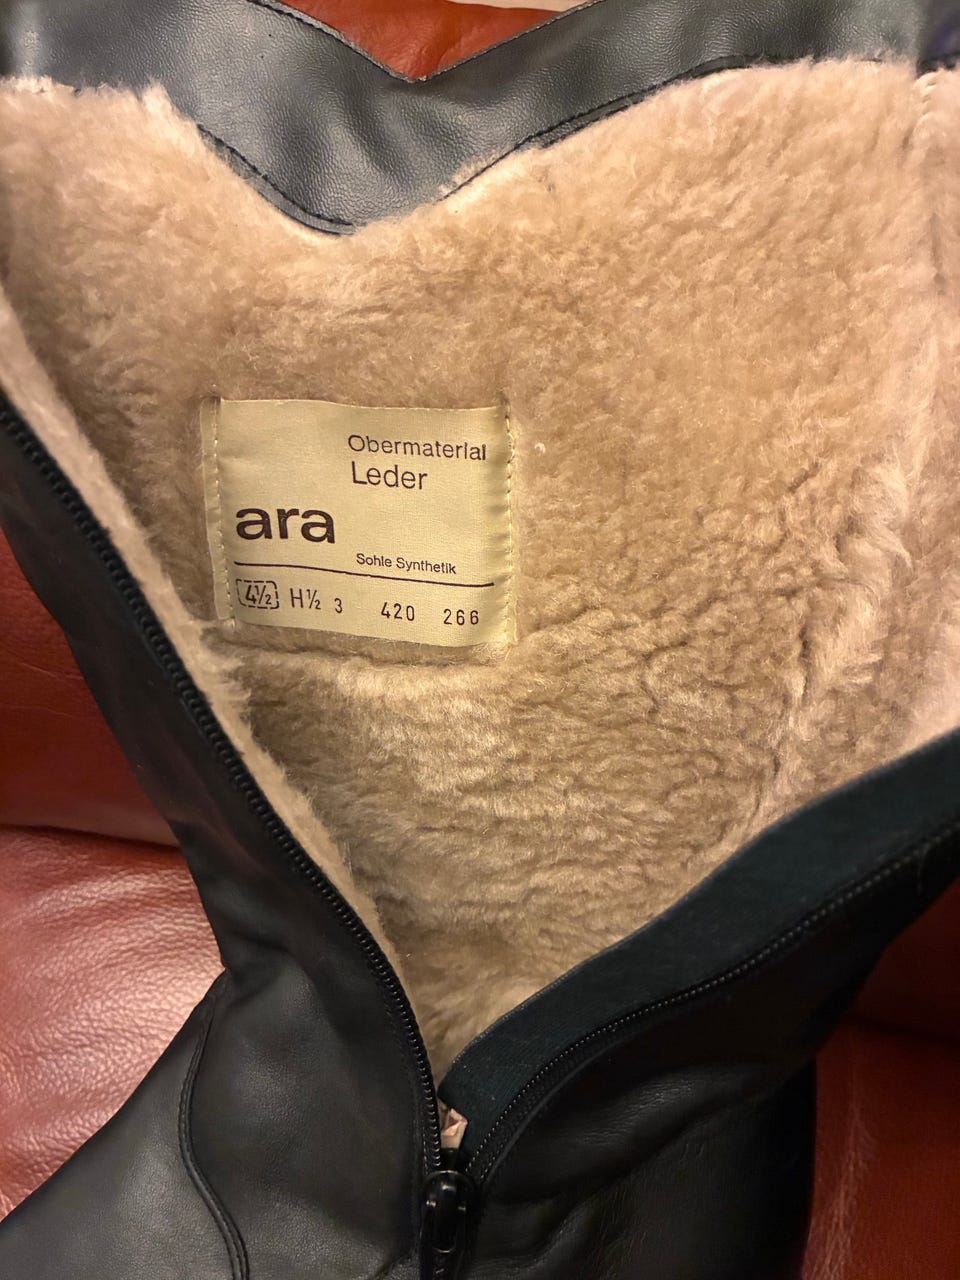 Obermaterial
Leder
ara
Sohle Synthetik
4½ H½ 3 420 266